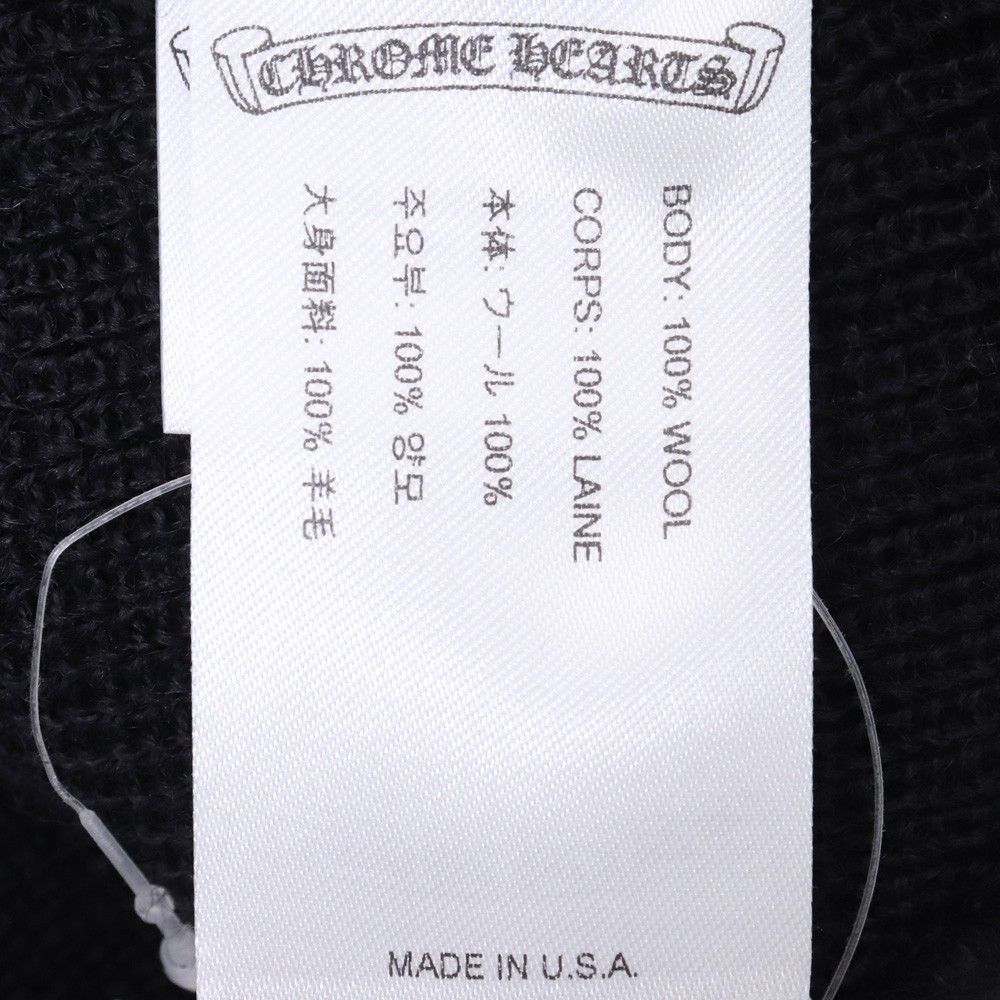 CHROME HEARTS
BODY: 100% WOOL
CORPS: 100% LAINE
本体: ウール 100%
주요부: 100% 양모
大身面料: 100% 羊毛
MADE IN U.S.A.